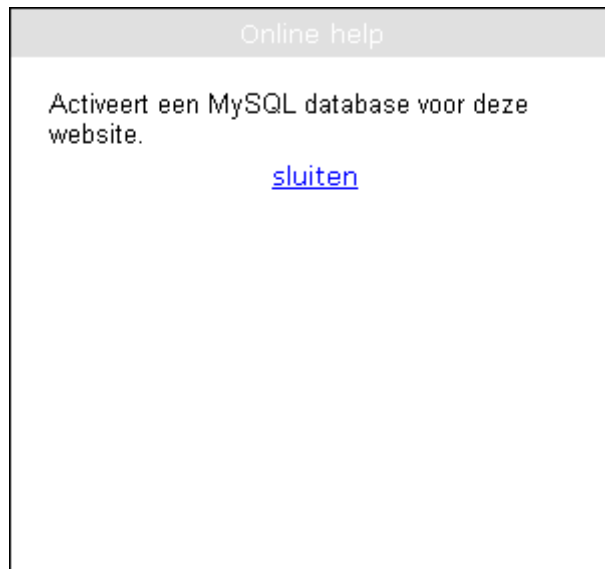 Online help
Activeert een MySQL database voor deze
website.
sluiten